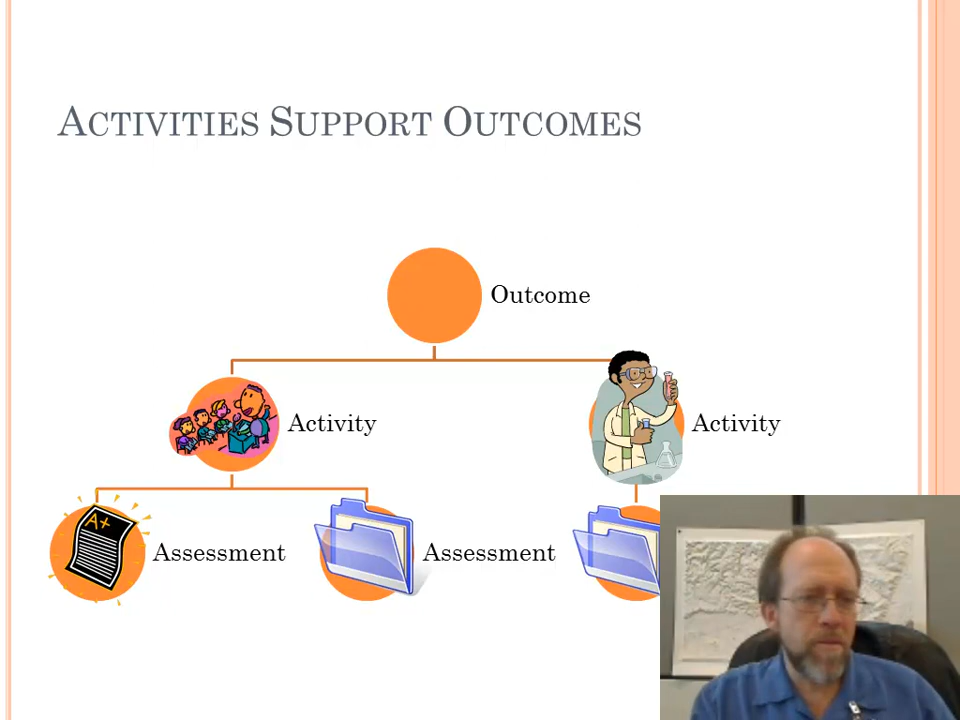 ACTIVITIES SUPPORT OUTCOMES
Outcome
Activity
Activity
A+
Assessment
Assessment